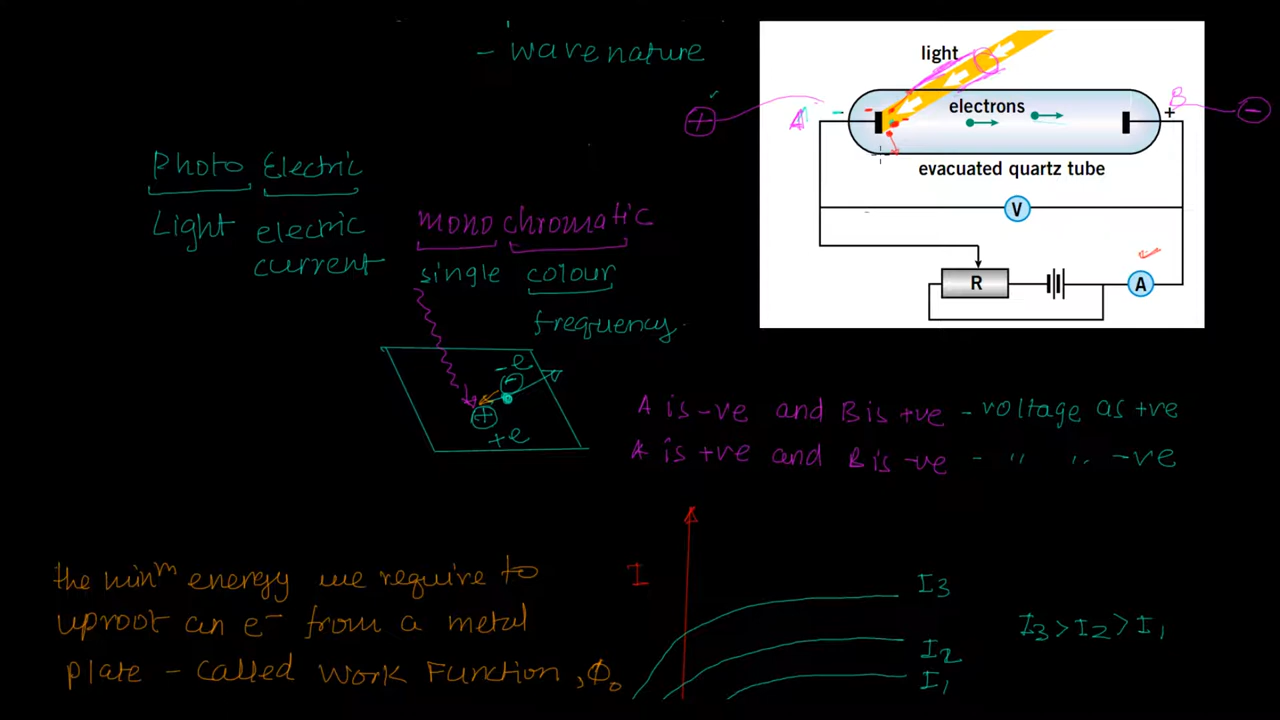 - wave nature
Photo Electric
Light electric
current
mono chromatic
single colour
frequency.
-e
-
+
+e
light
electrons
evacuated quartz tube
+
A
-
-
-
B
+
-
V
R
A
A is -ve and B is +ve - voltage as +ve
A is +ve and B is -ve - " " -ve
the minm energy we require to
uproot an e- from a metal
plate - called Work Function, Φ0
I
I3
I2
I1
I3 > I2 > I1